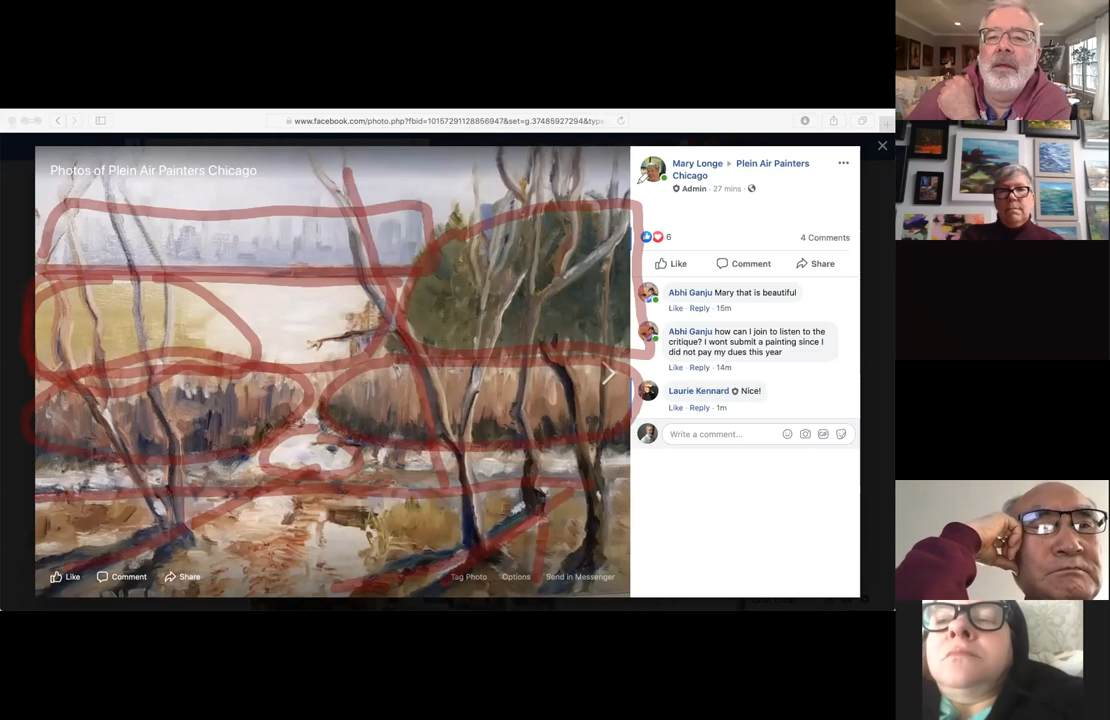 www.facebook.com/photo.php?fbid=10157291128856947&set=g.37485927294&type
Photos of Plein Air Painters Chicago
Mary Longe ▸ Plein Air Painters
Chicago
Admin · 27 mins ·
6
4 Comments
Like Comment Share
Abhi Ganju Mary that is beautiful
Like · Reply · 15m
Abhi Ganju how can I join to listen to the
critique? I wont submit a painting since I
did not pay my dues this year
Like · Reply · 14m
Laurie Kennard Nice!
Like · Reply · 1m
Write a comment...
Like Comment Share
Tag Photo Options Send in Messenger